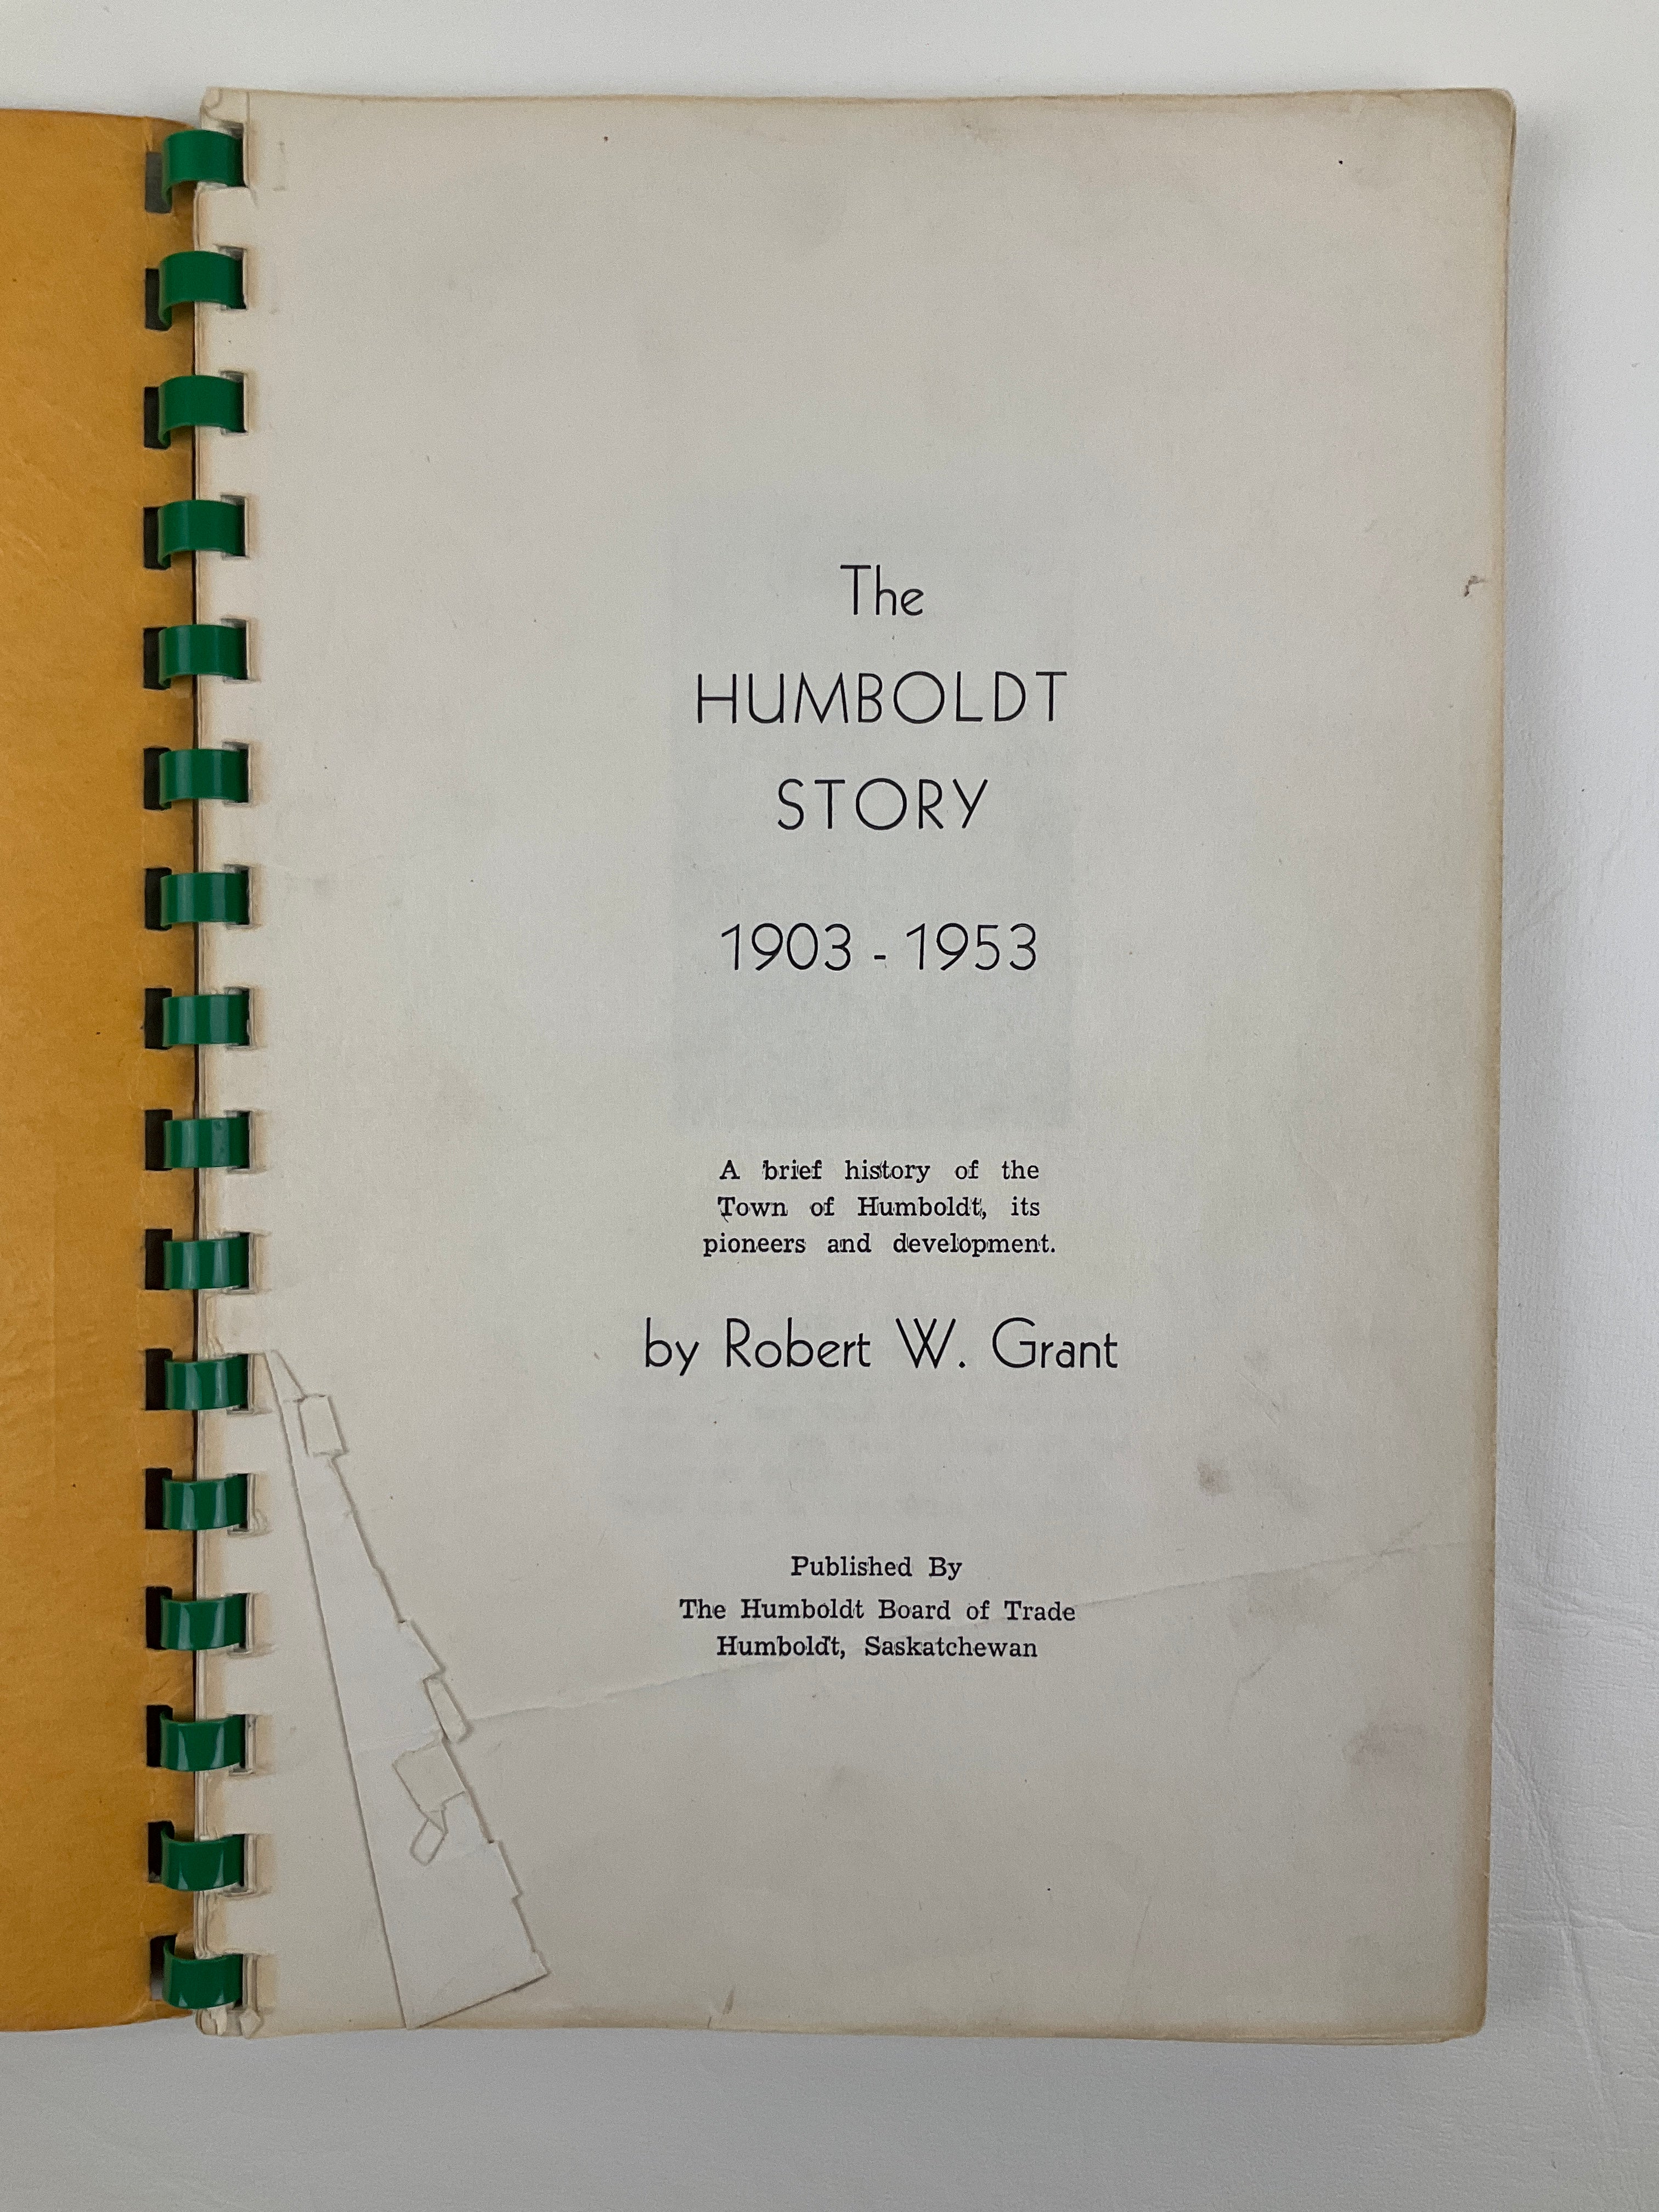 The
HUMBOLDT
STORY
1903 - 1953
A brief history of the
Town of Humboldt, its
pioneers and development.
by Robert W. Grant
Published By
The Humboldt Board of Trade
Humboldt, Saskatchewan